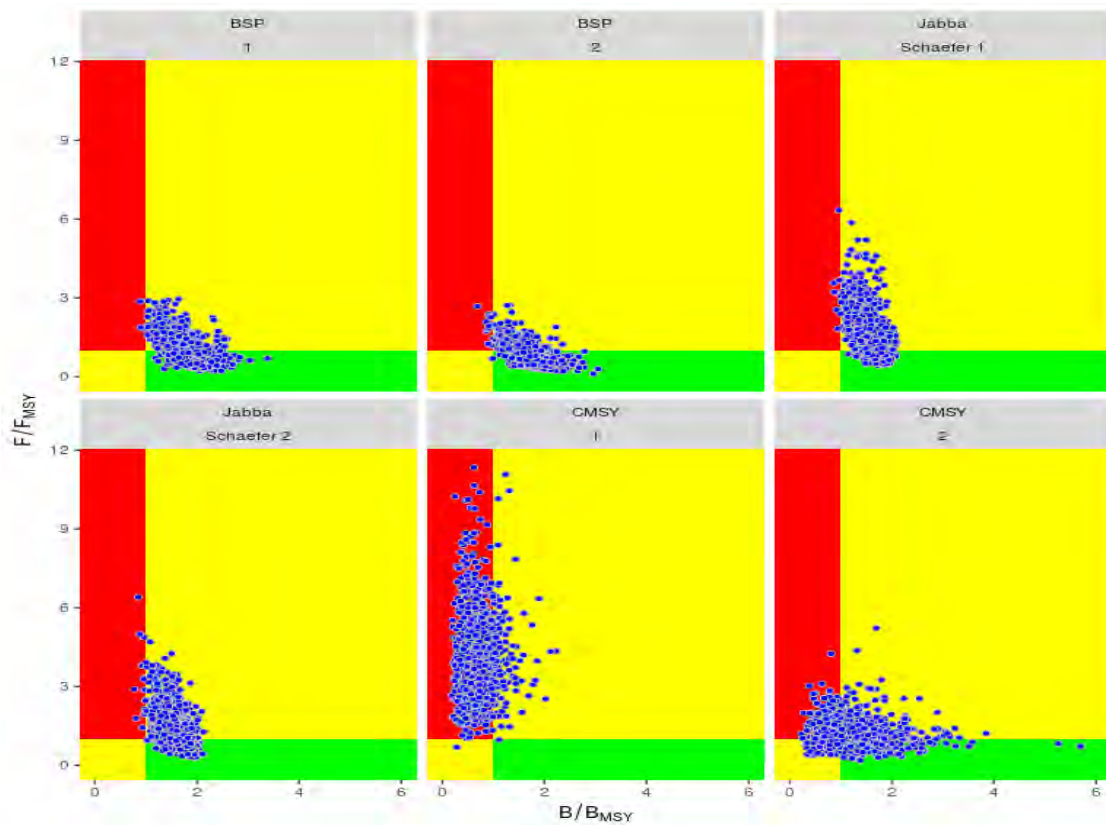 BSP
1
BSP
2
Jabba
Schaefer 1
12
9
6
3
0
Jabba
Schaefer 2
CMSY
1
CMSY
2
12
9
6
3
0
F/FMSY
0 2 4 6
0 2 4 6
0 2 4 6
B/BMSY